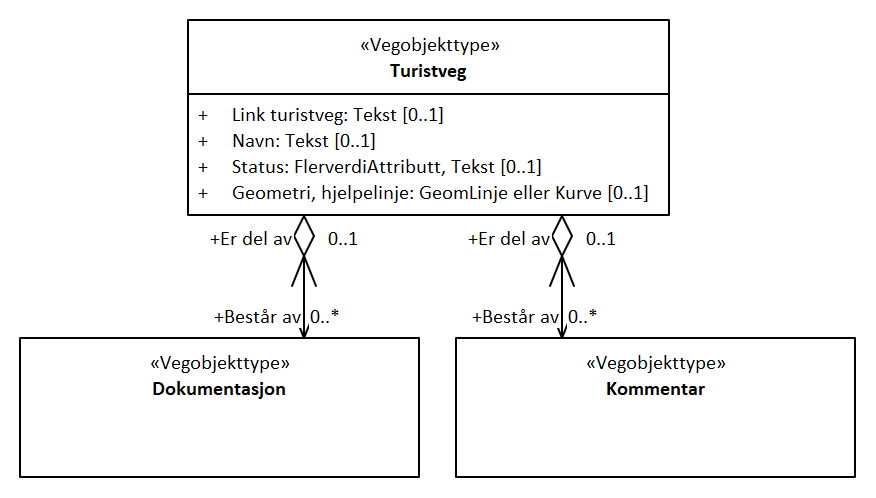 «Vegobjekttype»
Turistveg
+ Link turistveg: Tekst [0..1]
+ Navn: Tekst [0..1]
+ Status: FlerverdiAttributt, Tekst [0..1]
+ Geometri, hjelpelinje: GeomLinje eller Kurve [0..1]
+Er del av 0..1
+Er del av 0..1
+Består av 0..*
+Består av 0..*
«Vegobjekttype»
Dokumentasjon
«Vegobjekttype»
Kommentar